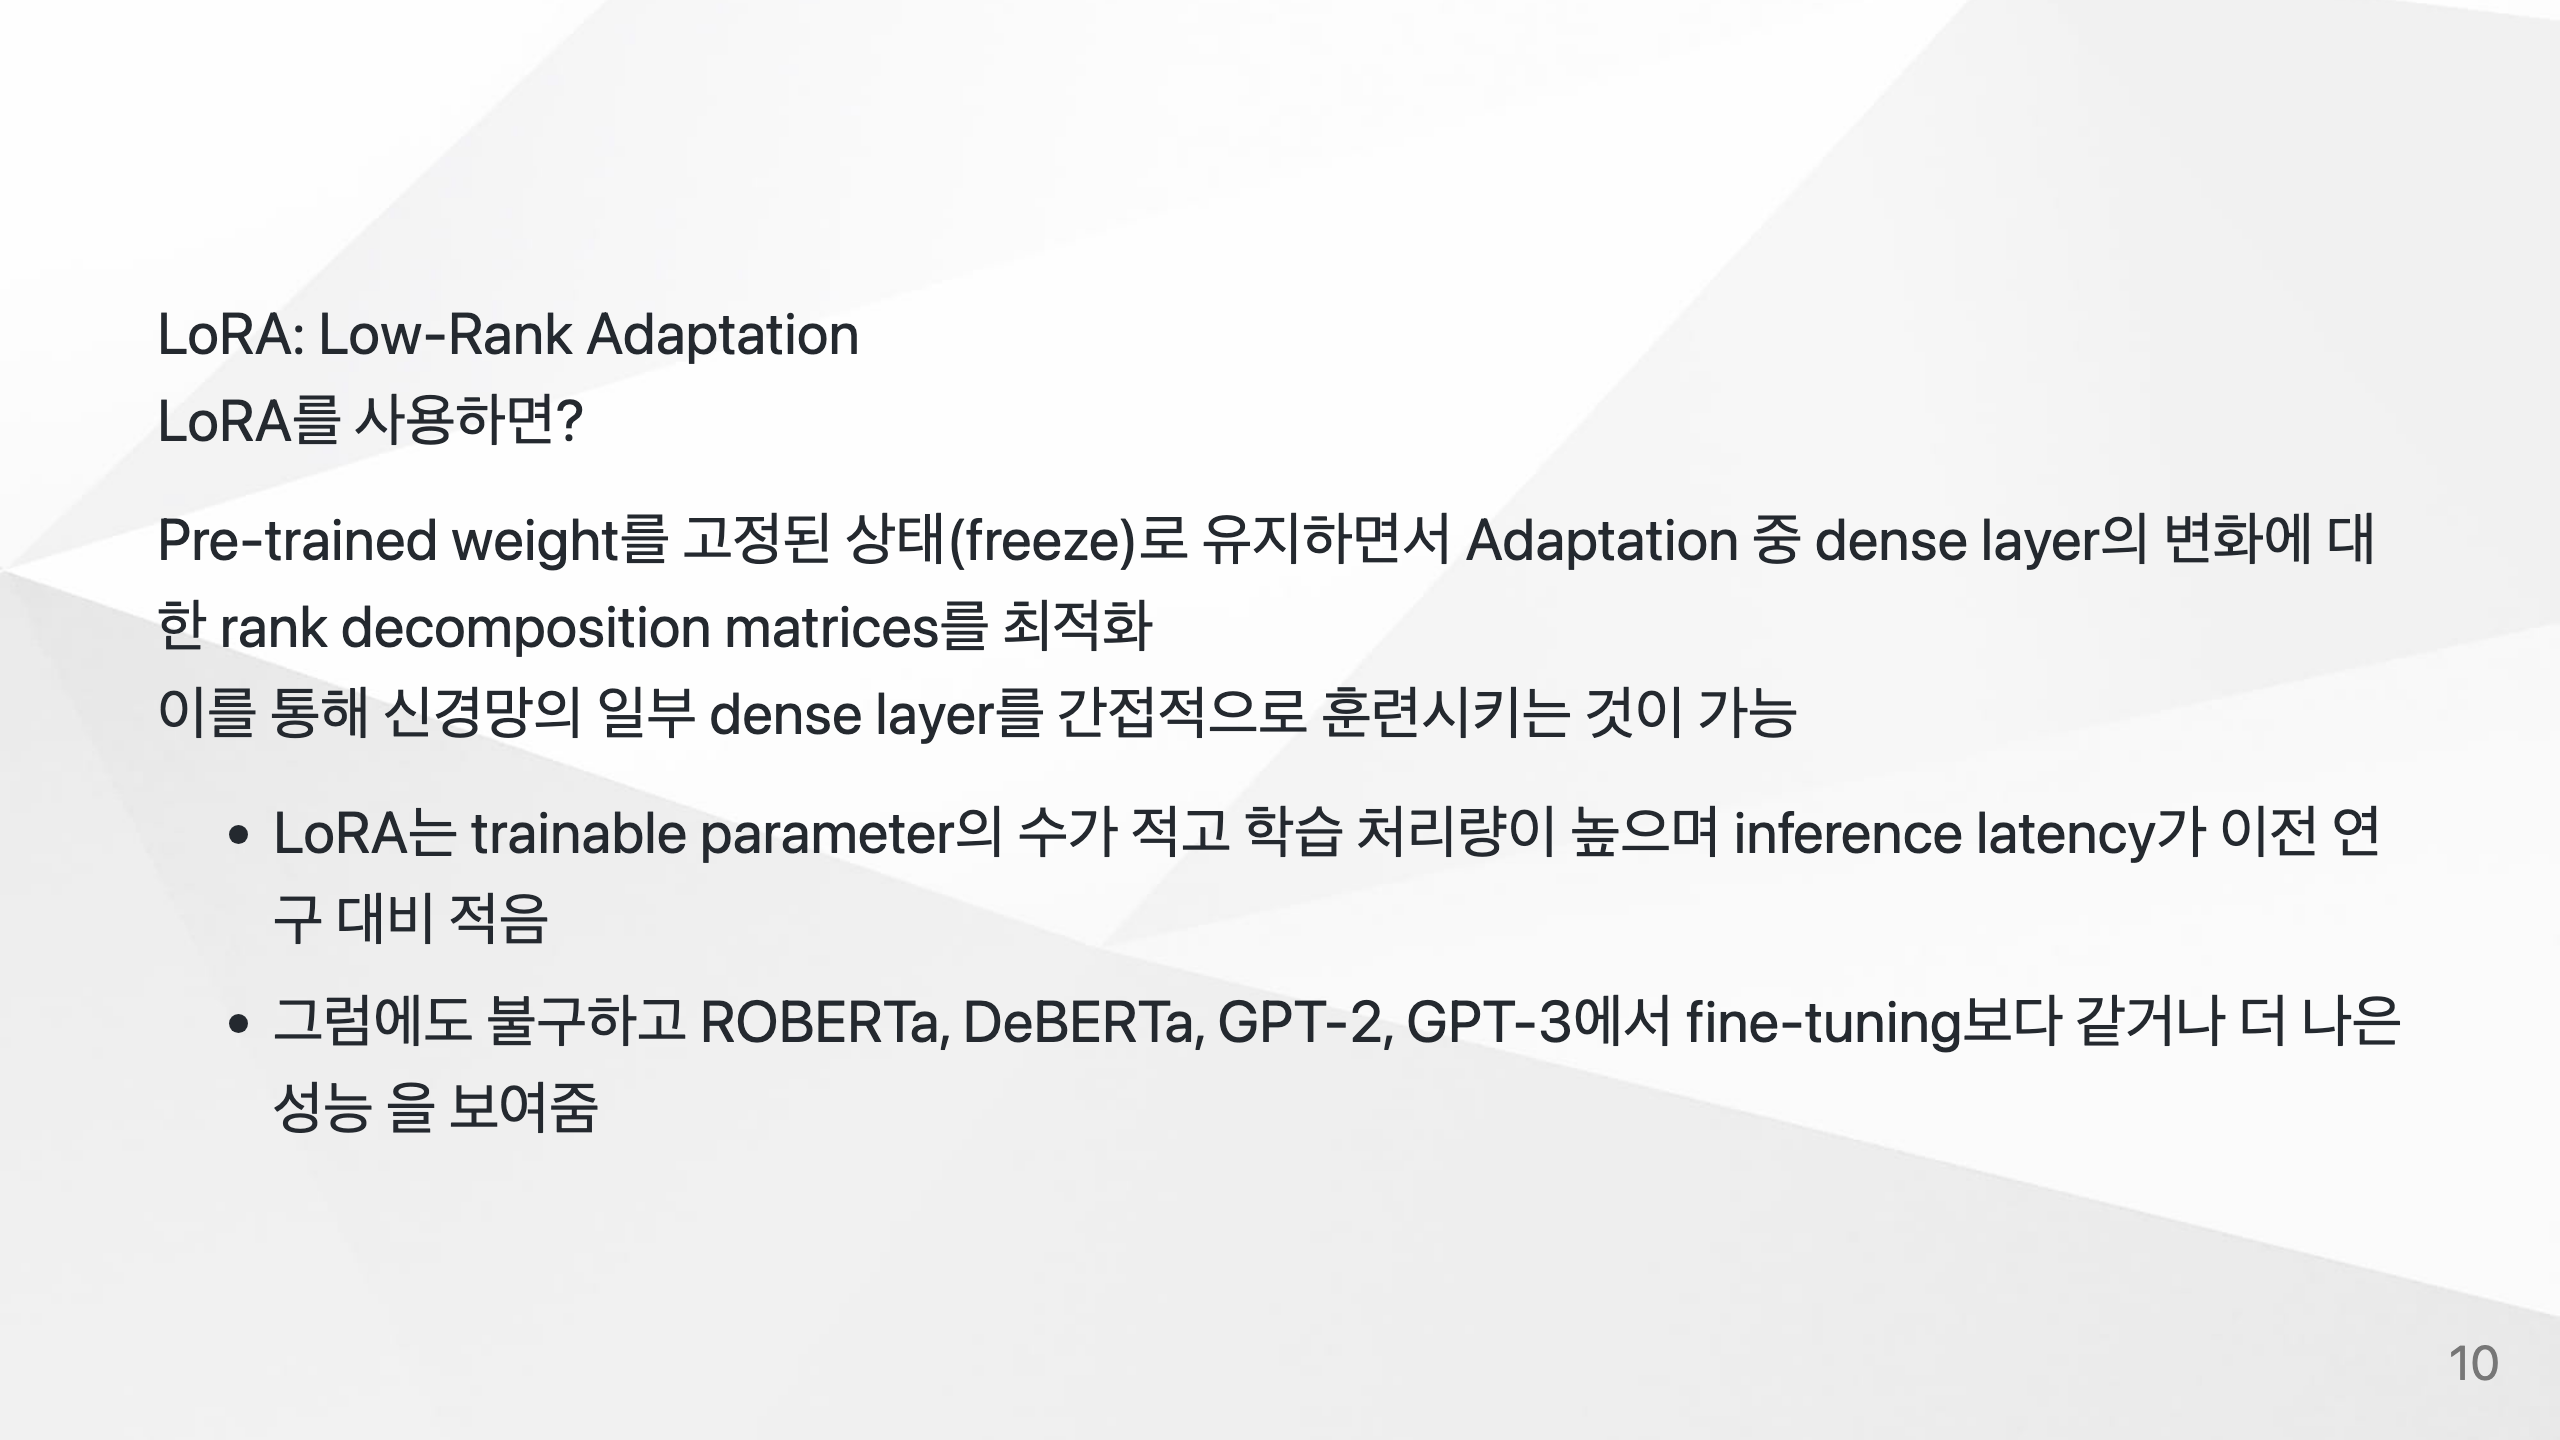 LoRA: Low-Rank Adaptation
LoRA를 사용하면?
Pre-trained weight를 고정된 상태(freeze)로 유지하면서 Adaptation 중 dense layer의 변화에 대
한 rank decomposition matrices를 최적화
이를 통해 신경망의 일부 dense layer를 간접적으로 훈련시키는 것이 가능
• LoRA는 trainable parameter의 수가 적고 학습 처리량이 높으며 inference latency가 이전 연
구 대비 적음
• 그럼에도 불구하고 ROBERTa, DeBERTa, GPT-2, GPT-3에서 fine-tuning보다 같거나 더 나은
성능 을 보여줌
10